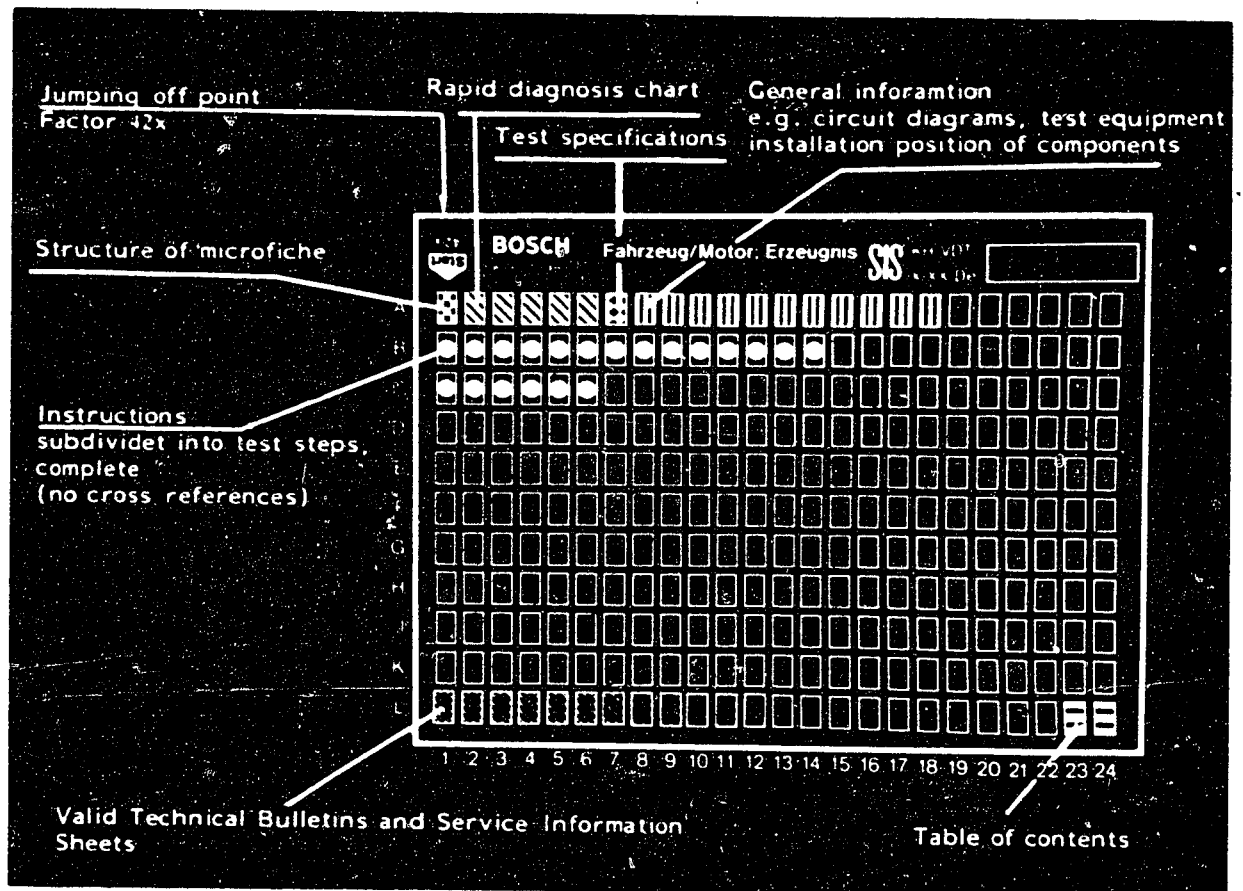 Jumping off point
Factor 42x
Rapid diagnosis chart
Test specifications
General inforamtion
e.g. circuit diagrams, test equipment
installation position of components
Structure of microfiche
Start
BOSCH
Fahrzeug/Motor: Erzeugnis
SIS
A
B
Instructions
subdividet into test steps,
complete
(no cross references)
G
H
K
L
1 2 3 4 5 6 7 8 9 10 11 12 13 14 15 16 17 18 19 20 21 22 23 24
Valid Technical Bulletins and Service Information
Sheets
Table of contents